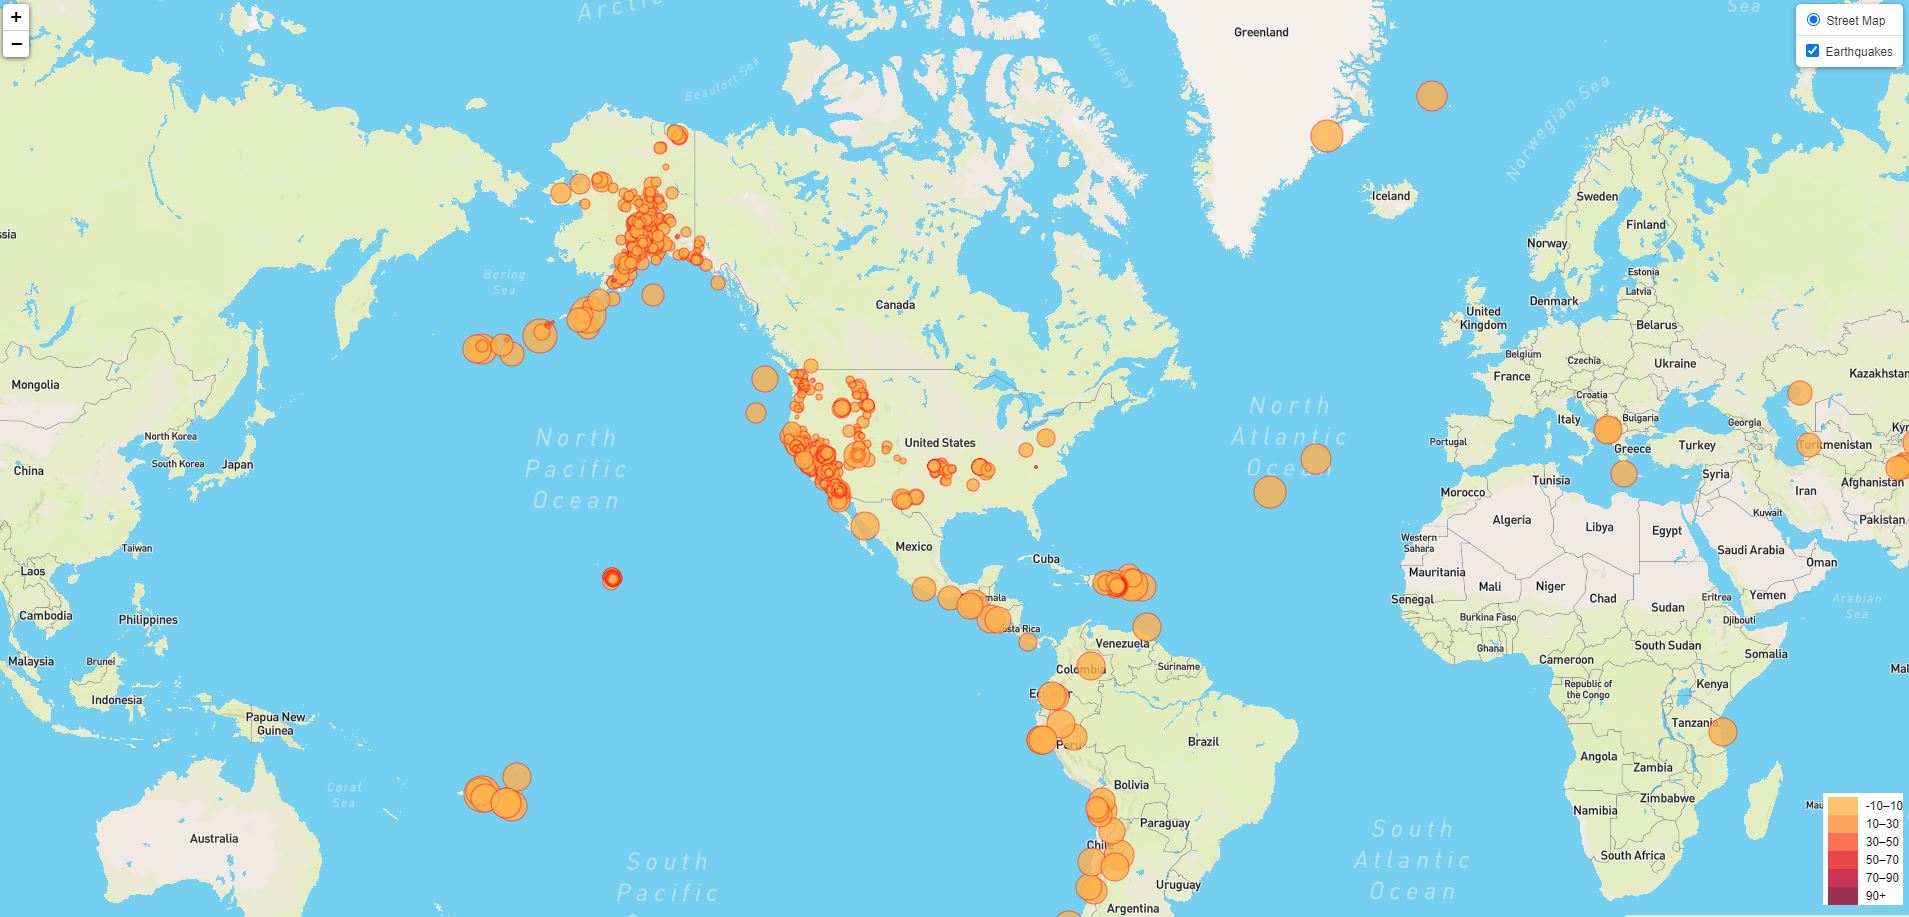 +
−
Street Map
Earthquakes
Arctic
Sea
Greenland
Baffin Bay
Beaufort Sea
Norwegian Sea
Iceland
Sweden
Finland
Norway
Estonia
Latvia
Denmark
United
Kingdom
Belarus
Belgium
Czechia
Ukraine
France
Kazakhstan
Croatia
Italy
Bulgaria
Georgia
Portugal
Greece
Turkey
Turkmenistan
Kyr
Tunisia
Syria
Afghanistan
Morocco
Iran
Algeria
Libya
Egypt
Kuwait
Pakistan
Western
Sahara
Saudi Arabia
Oman
Mauritania
Mali
Niger
Chad
Sudan
Eritrea
Yemen
Arabian
Sea
Senegal
Burkina Faso
Djibouti
Ghana
Cameroon
South Sudan
Somalia
Mal
Republic of
the Congo
Kenya
Tanzania
Angola
Zambia
Zimbabwe
Namibia
Mau
South Africa
ssia
Bering
Sea
Mongolia
North Korea
South Korea
Japan
China
Taiwan
Laos
Cambodia
Philippines
Malaysia
Brunei
Indonesia
Papua New
Guinea
Coral
Sea
Australia
North
Pacific
Ocean
South
Pacific
Canada
United States
Mexico
Cuba
mala
osta Rica
Venezuela
Colombia
Suriname
Ecuador
Peru
Brazil
Bolivia
Paraguay
Chile
Uruguay
Argentina
North
Atlantic
Ocean
South
Atlantic
Ocean
-10–10
10–30
30–50
50–70
70–90
90+